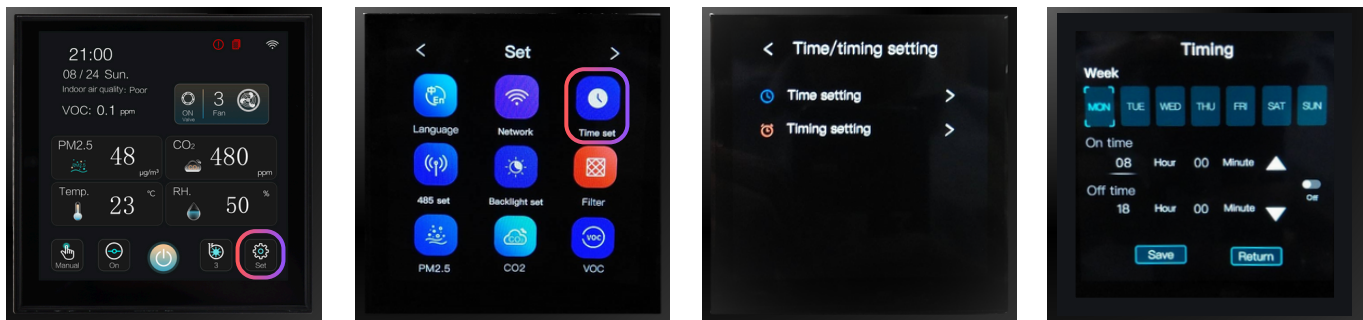 21:00
08 / 24 Sun.
Indoor air quality: Poor
VOC: 0.1 ppm
ON
Valve
3
Fan
PM2.5
48
μg/m³
CO2
480
ppm
Temp.
23
℃
RH.
50
%
Manual
On
3
Set
< Set >
En
Language
Network
Time set
485 set
Backlight set
Filter
CO2
VOC
PM2.5
CO2
VOC
< Time/timing setting
Time setting >
Timing setting >
Timing
Week
MON TUE WED THU FRI SAT SUN
On time
08 Hour 00 Minute
Off time
18 Hour 00 Minute
Off
Save Return